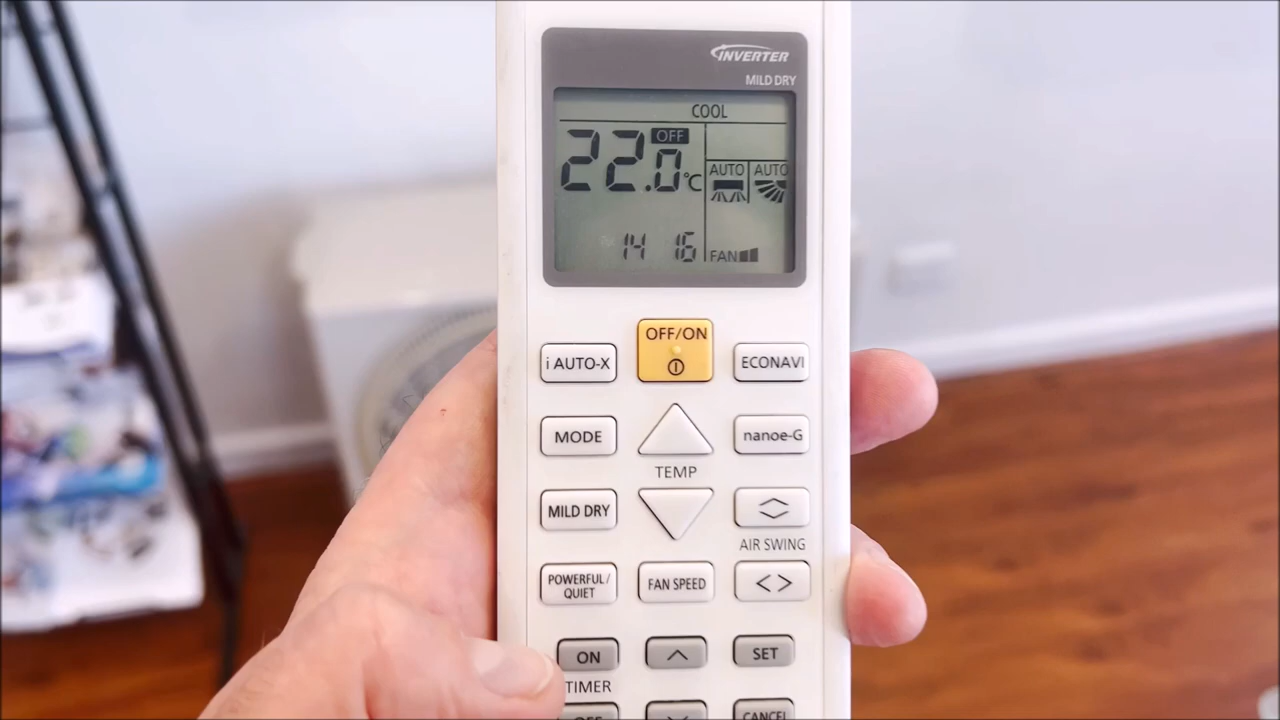 INVERTER
MILD DRY
COOL
OFF
22.0°C
AUTO AUTO
14 16
FAN
OFF/ON
i AUTO-X
ECONAVI
MODE
nanoe-G
TEMP
MILD DRY
AIR SWING
POWERFUL/
QUIET
FAN SPEED
ON
SET
TIMER
OFF
CANCEL